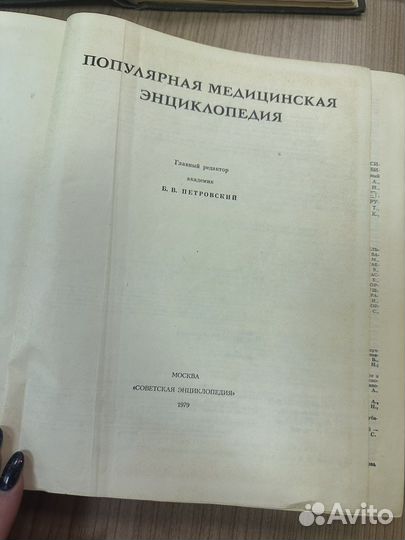 ПОПУЛЯРНАЯ МЕДИЦИНСКАЯ
ЭНЦИКЛОПЕДИЯ
Главный редактор
академик
Б. В. ПЕТРОВСКИЙ
МОСКВА
«СОВЕТСКАЯ ЭНЦИКЛОПЕДИЯ»
1979
Avito